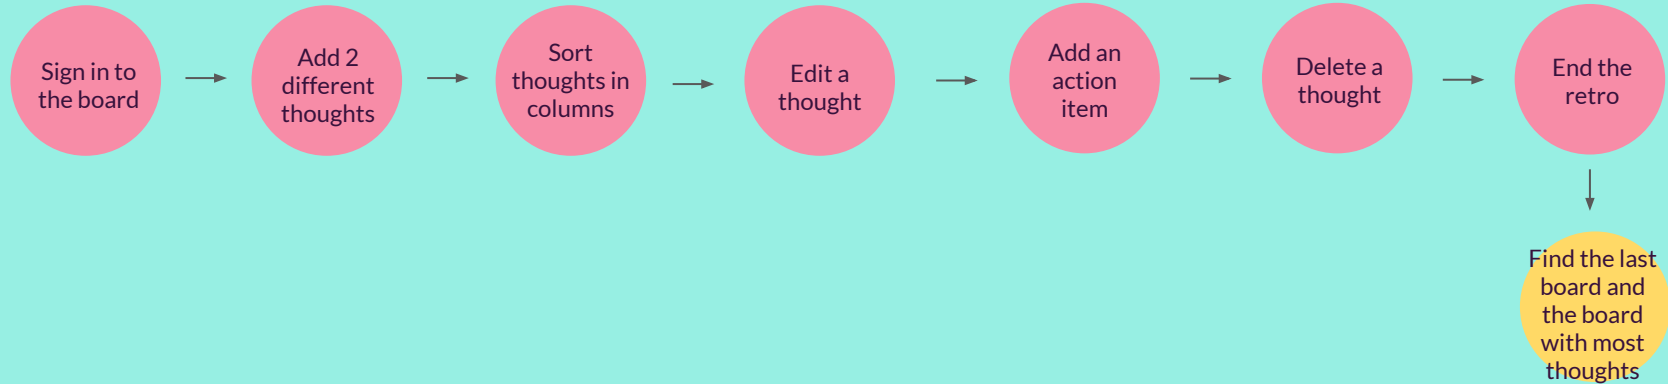 Sign in to
the board
Add 2
different
thoughts
Sort
thoughts in
columns
Edit a
thought
Add an
action
item
Delete a
thought
End the
retro
Find the last
board and
the board
with most
thoughts